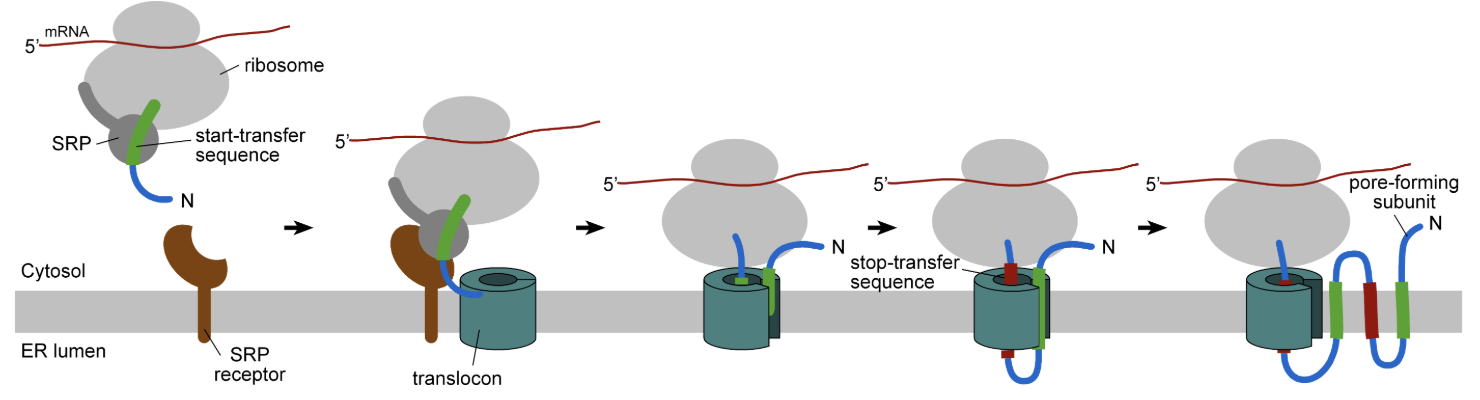 5’
mRNA
ribosome
SRP
start-transfer
sequence
N
Cytosol
ER lumen
SRP
receptor
5’
translocon
5’
N
5’
stop-transfer
sequence
N
5’
pore-forming
subunit
N